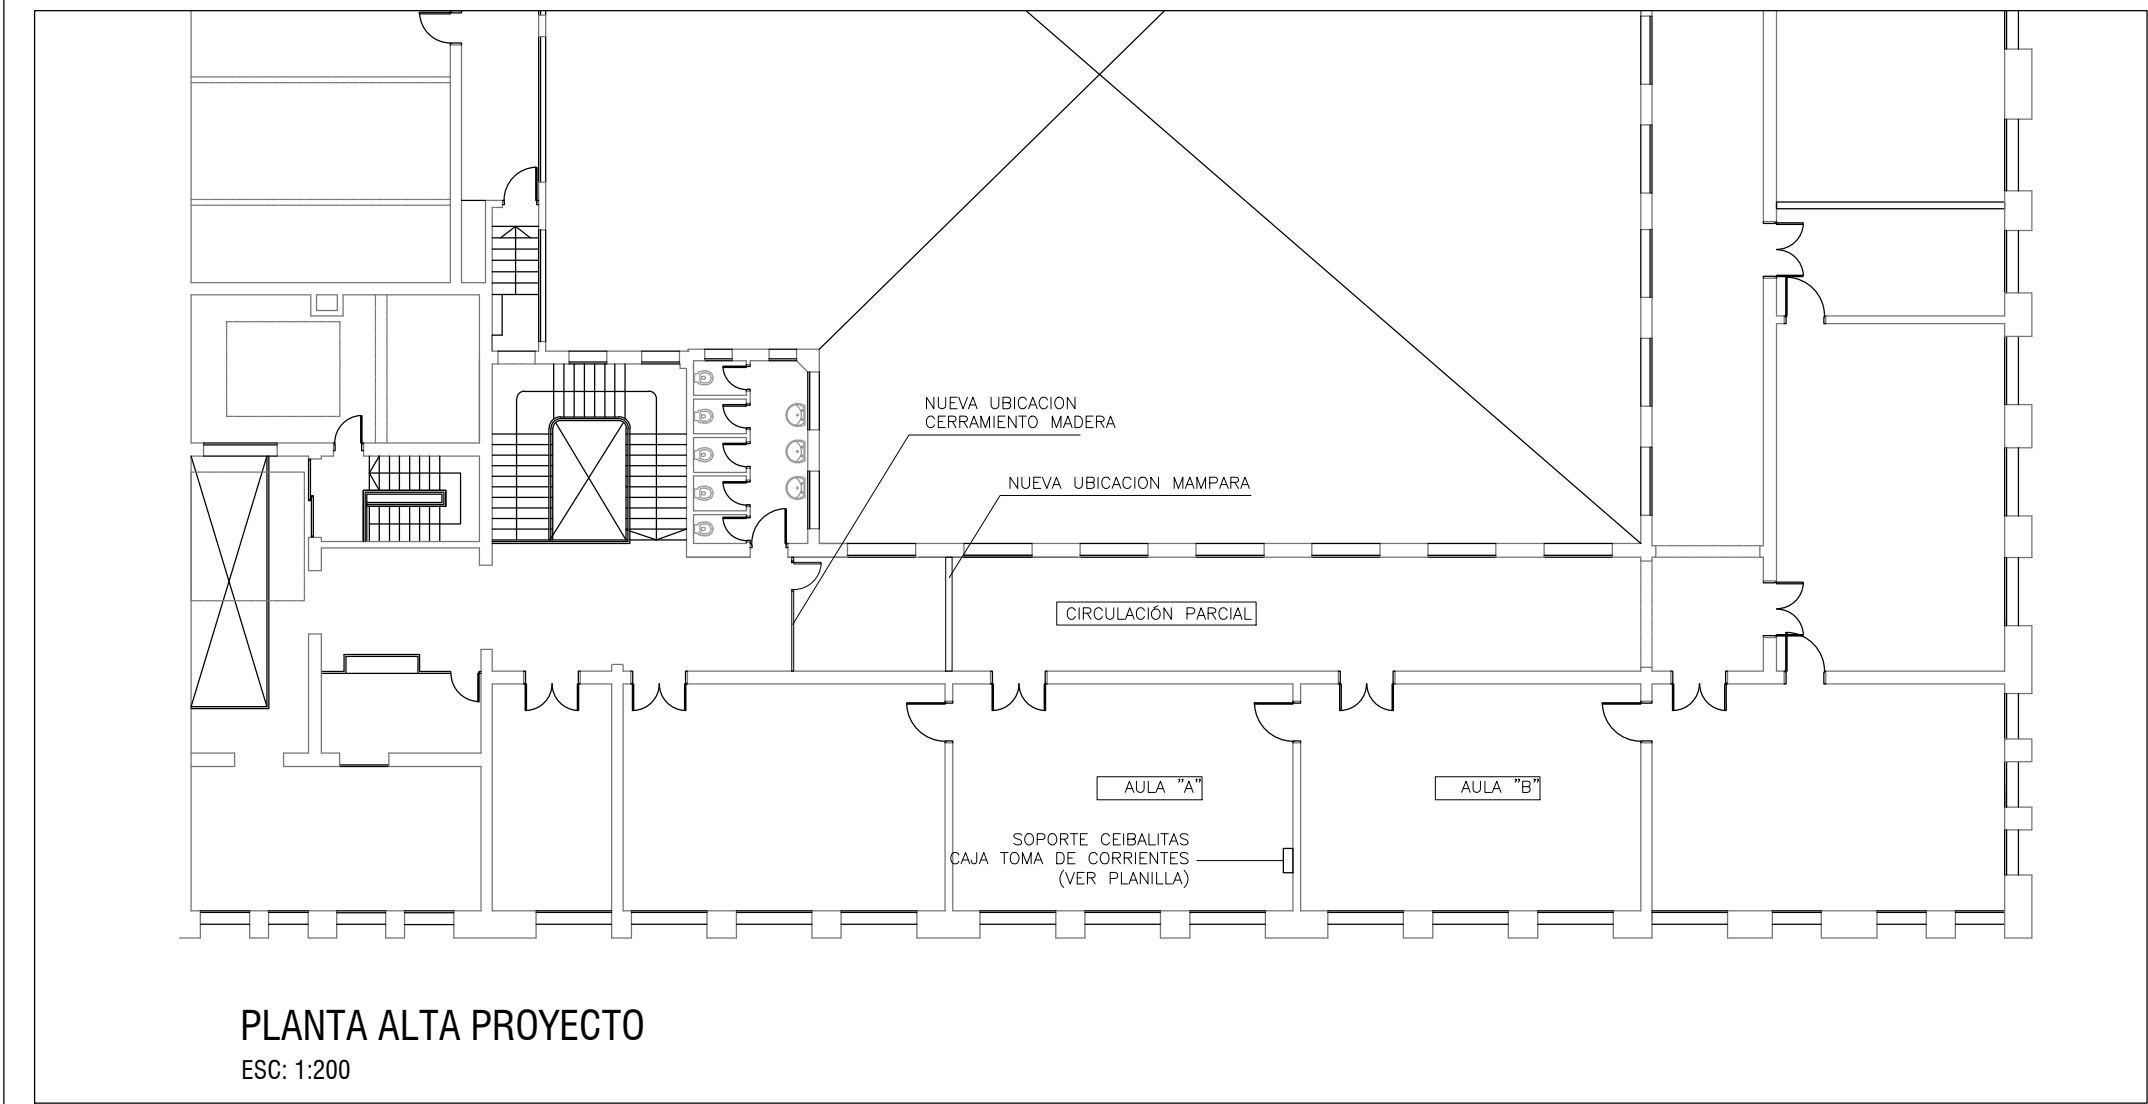 NUEVA UBICACION
CERRAMIENTO MADERA
NUEVA UBICACION MAMPARA
CIRCULACIÓN PARCIAL
AULA "A"
AULA "B"
SOPORTE CEIBALITAS
CAJA TOMA DE CORRIENTES
(VER PLANILLA)
PLANTA ALTA PROYECTO
ESC: 1:200